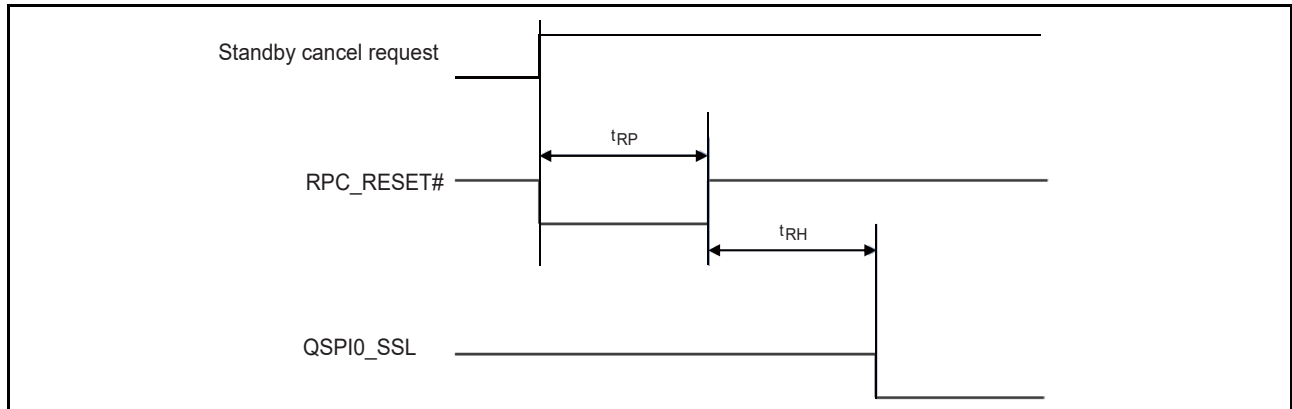 Standby cancel request
tRP
RPC_RESET#
tRH
QSPI0_SSL